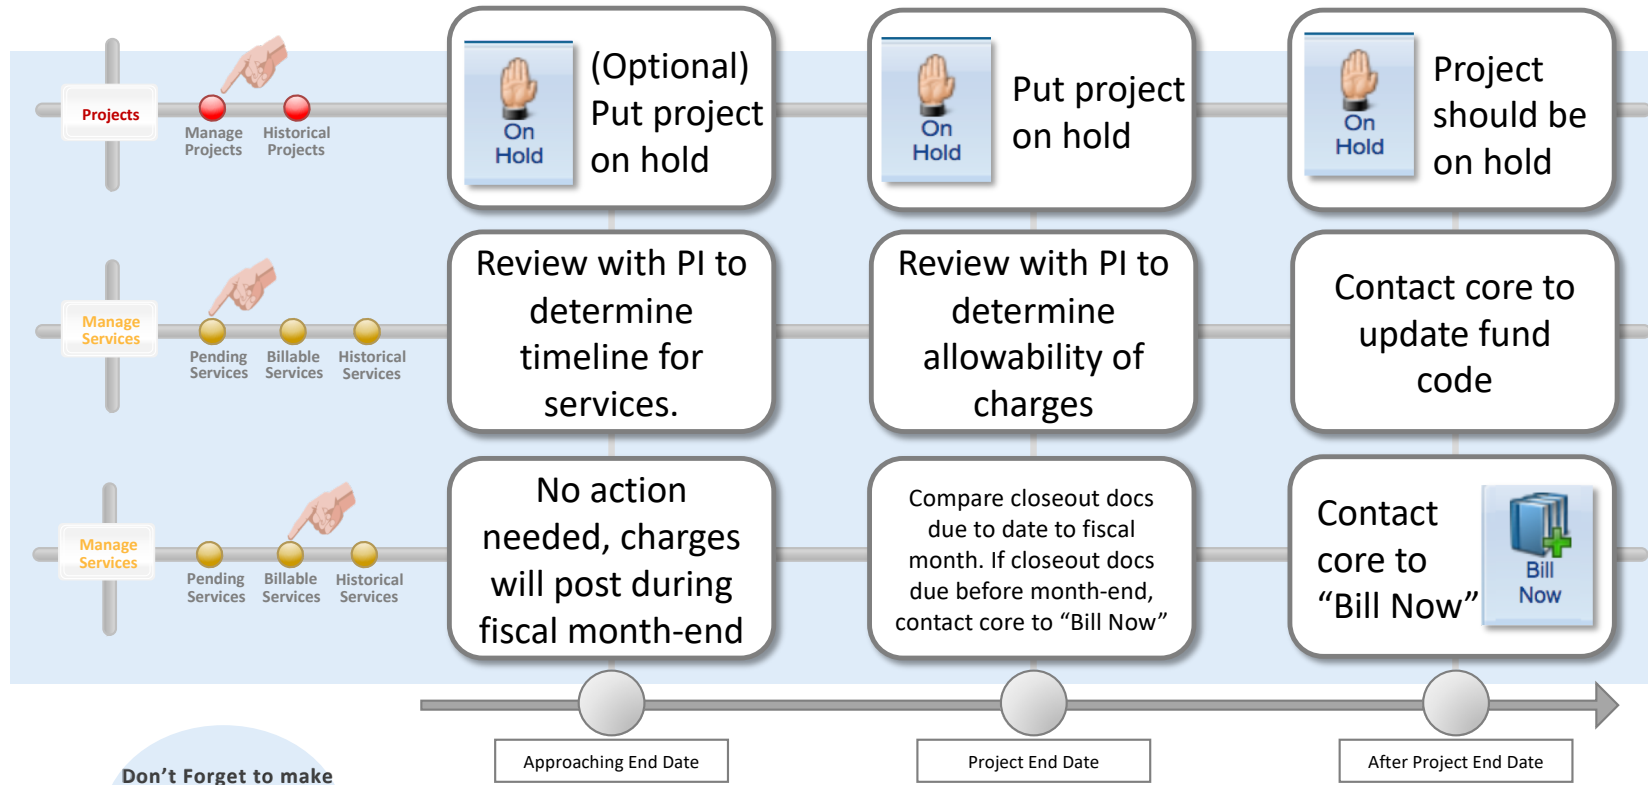 Projects
Manage
Projects
Historical
Projects
On
Hold
(Optional)
Put project
on hold
On
Hold
Put project
on hold
On
Hold
Project
should be
on hold
Manage
Services
Pending
Services
Billable
Services
Historical
Services
Review with PI to
determine
timeline for
services.
Review with PI to
determine
allowability of
charges
Contact core to
update fund
code
Manage
Services
Pending
Services
Billable
Services
Historical
Services
No action
needed, charges
will post during
fiscal month-end
Compare closeout docs
due to date to fiscal
month. If closeout docs
due before month-end,
contact core to “Bill Now”
Contact
core to
“Bill Now”
Bill
Now
Approaching End Date
Project End Date
After Project End Date
Don’t Forget to make